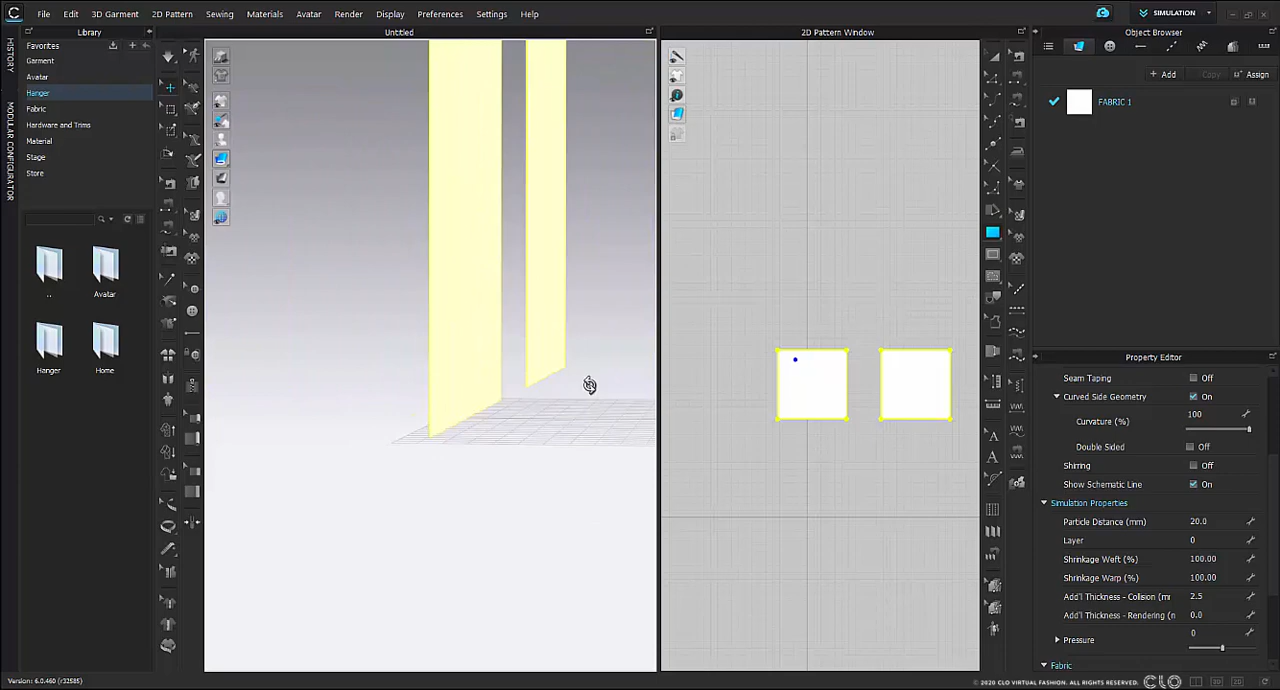 File Edit 3D Garment 2D Pattern Sewing Materials Avatar Render Display Preferences Settings Help
SIMULATION
Library
Untitled
2D Pattern Window
Object Browser
HISTORY
MODULAR CONFIGURATOR
Favorites
Garment
Avatar
Hanger
Fabric
Hardware and Trims
Material
Stage
Store
..
Avatar
Hanger
Home
Add
Copy
Assign
FABRIC 1
Property Editor
Seam Taping Off
Curved Side Geometry On
Curvature (%) 100
Double Sided Off
Shirring Off
Show Schematic Line On
Simulation Properties
Particle Distance (mm) 20.0
Layer 0
Shrinkage Weft (%) 100.00
Shrinkage Warp (%) 100.00
Add'l Thickness - Collision (mi 2.5
Add'l Thickness - Rendering (n 0.0
Pressure 0
Fabric
Version: 6.0.460 (r32585)
© 2020 CLO VIRTUAL FASHION. ALL RIGHTS RESERVED.
CLO
3D
2D